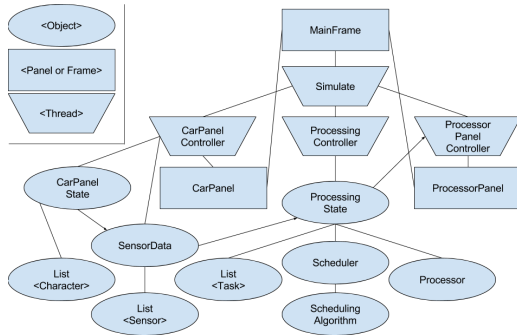 <Object>
<Panel or Frame>
<Thread>
MainFrame
Simulate
CarPanel
Controller
Processing
Controller
Processor
Panel
Controller
CarPanel
ProcessorPanel
CarPanel
State
Processing
State
SensorData
List
<Character>
List
<Sensor>
List
<Task>
Scheduler
Processor
Scheduling
Algorithm